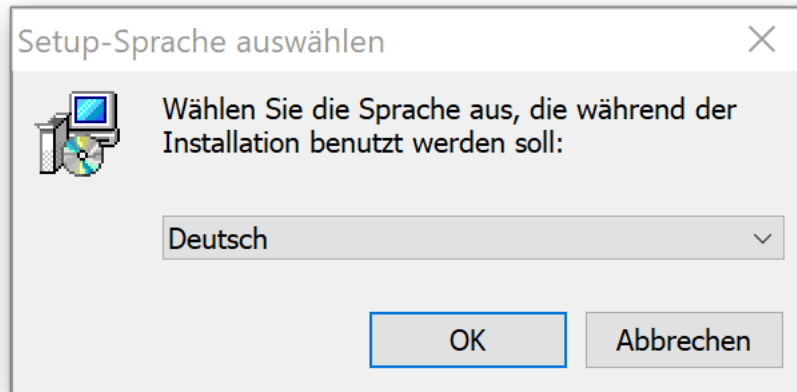 Setup-Sprache auswählen
Wählen Sie die Sprache aus, die während der
Installation benutzt werden soll:
Deutsch
OK
Abbrechen